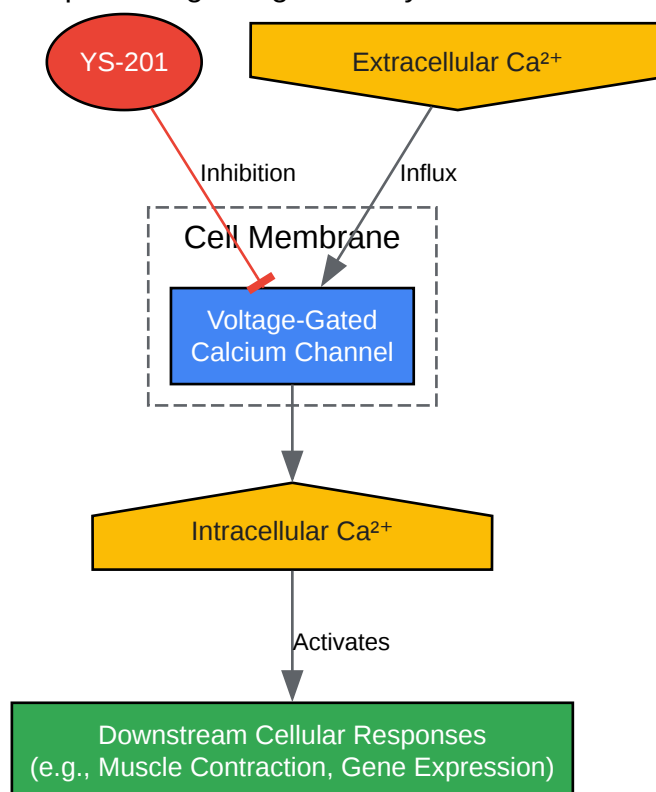 YS-201
Extracellular Ca²⁺
Inhibition
Influx
Cell Membrane
Voltage-Gated
Calcium Channel
Intracellular Ca²⁺
Activates
Downstream Cellular Responses
(e.g., Muscle Contraction, Gene Expression)